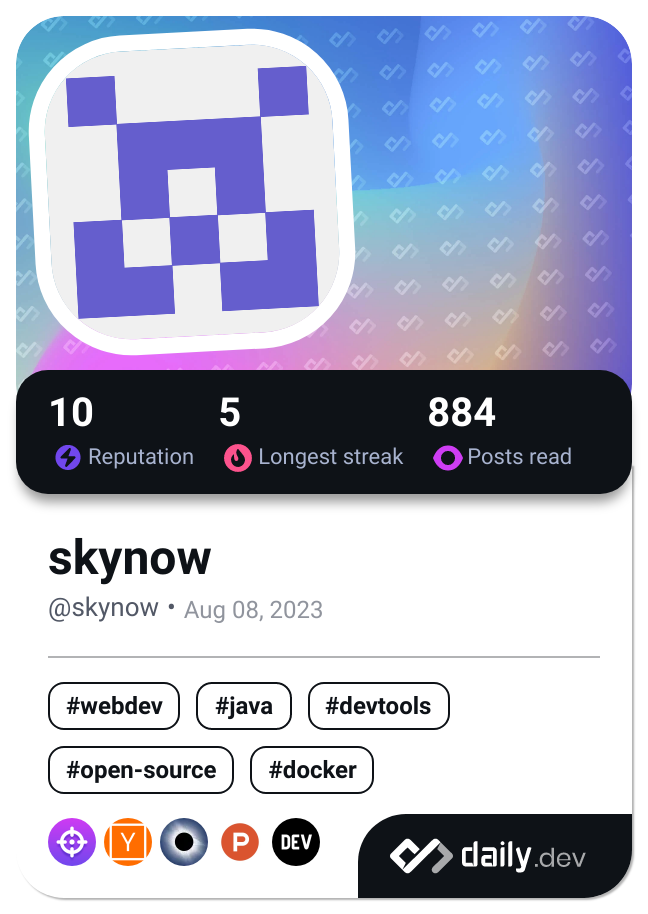 10 5 884
Reputation Longest streak Posts read
skynow
@skynow • Aug 08, 2023
#webdev #java #devtools
#open-source #docker
Y P DEV
daily.dev